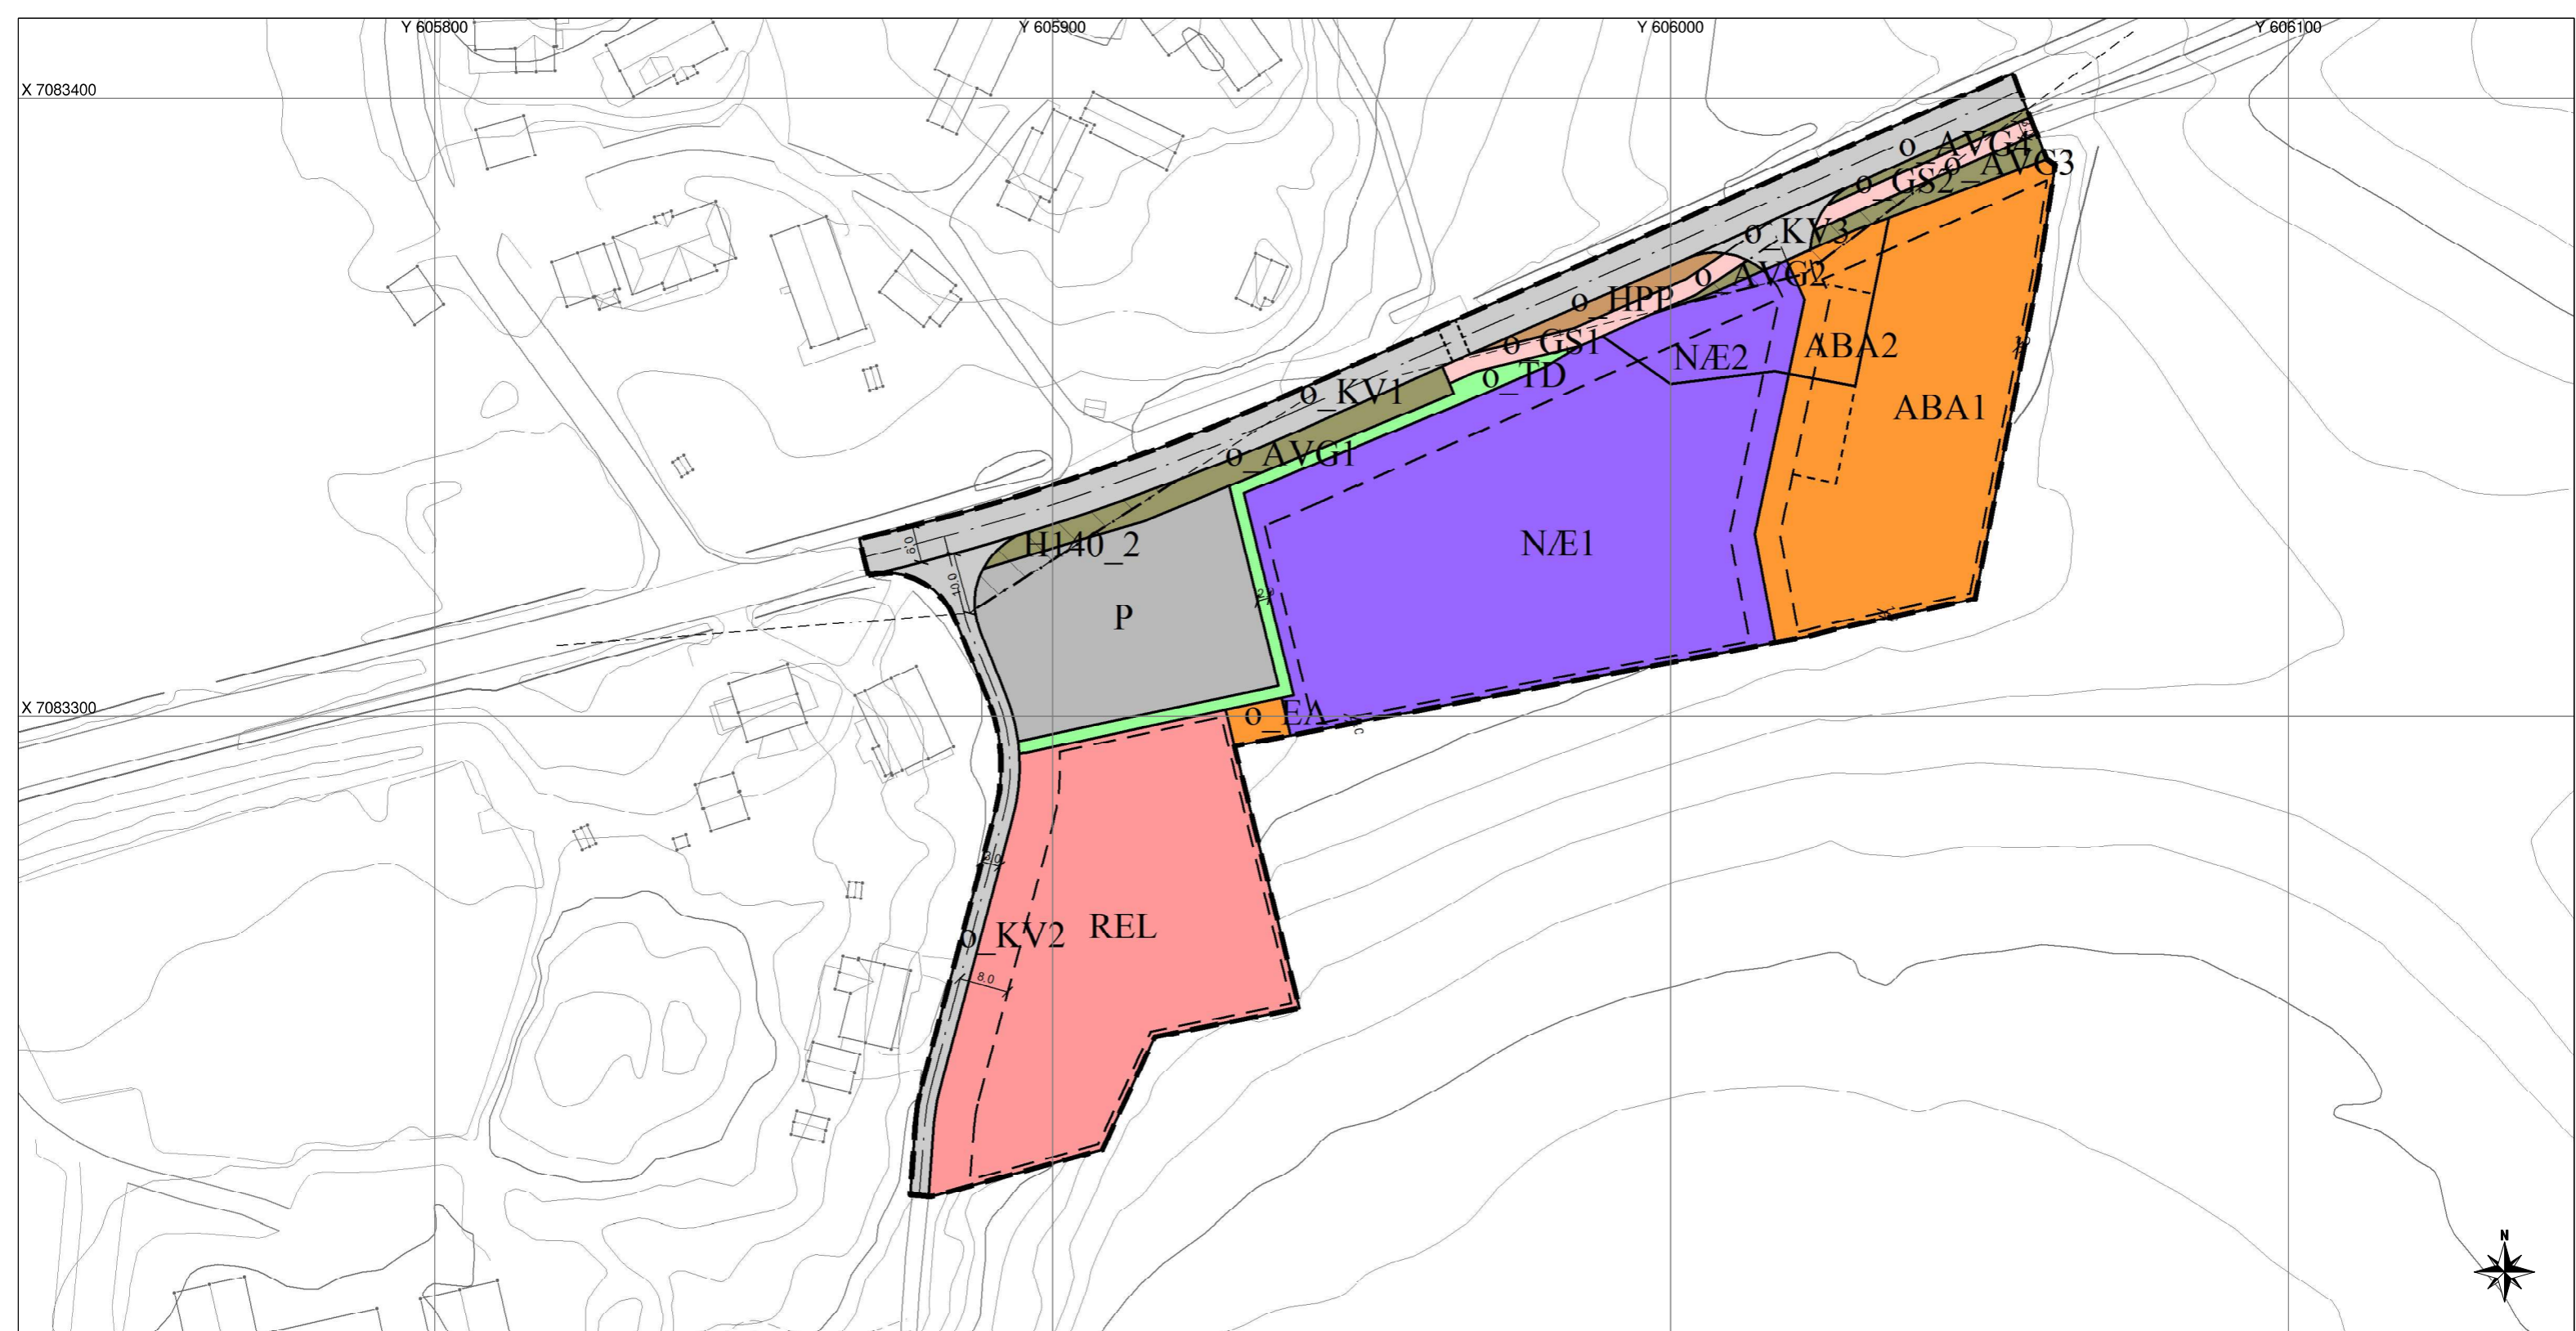 Y 605800
Y 605900
Y 606000
Y 606100
X 7083400
o_AVG4
o_AVG3
o_GS2
o_KV3
o_AVG2
o_HPP
o_GS1
NÆ2
ABA2
o_TD
o_KV1
ABA1
o_AVG1
H140_2
NÆ1
10.0
P
X 7083300
o_EA
3.0
o_KV2
REL
8.0
N